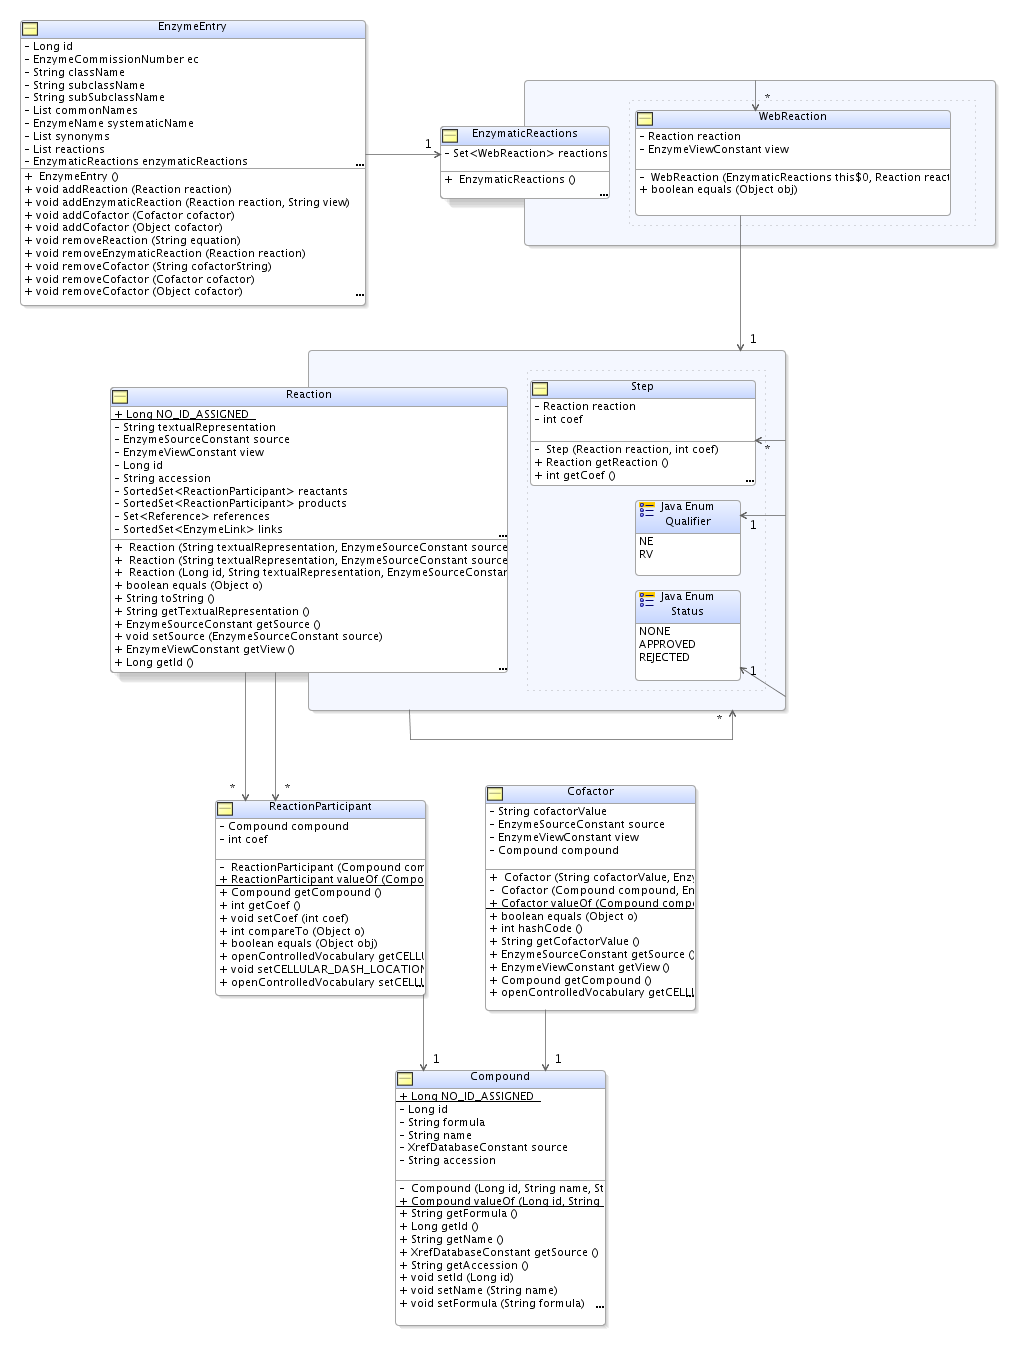 EnzymeEntry
- Long id
- EnzymeCommissionNumber ec
- String className
- String subclassName
- String subSubclassName
- List commonNames
- EnzymeName systematicName
- List synonyms
- List reactions
- EnzymaticReactions enzymaticReactions
...
+ EnzymeEntry ()
+ void addReaction (Reaction reaction)
+ void addEnzymaticReaction (Reaction reaction, String view)
+ void addCofactor (Cofactor cofactor)
+ void addCofactor (Object cofactor)
+ void removeReaction (String equation)
+ void removeEnzymaticReaction (Reaction reaction)
+ void removeCofactor (String cofactorString)
+ void removeCofactor (Cofactor cofactor)
+ void removeCofactor (Object cofactor)
...
1
EnzymaticReactions
- Set<WebReaction> reactions
+ EnzymaticReactions ()
...
*
WebReaction
- Reaction reaction
- EnzymeViewConstant view
- WebReaction (EnzymaticReactions this$0, Reaction react
+ boolean equals (Object obj)
1
Reaction
+ Long NO_ID_ASSIGNED
- String textualRepresentation
- EnzymeSourceConstant source
- EnzymeViewConstant view
- Long id
- String accession
- SortedSet<ReactionParticipant> reactants
- SortedSet<ReactionParticipant> products
- Set<Reference> references
- SortedSet<EnzymeLink> links
...
+ Reaction (String textualRepresentation, EnzymeSourceConstant source
+ Reaction (String textualRepresentation, EnzymeSourceConstant source
+ Reaction (Long id, String textualRepresentation, EnzymeSourceConstan
+ boolean equals (Object o)
+ String toString ()
+ String getTextualRepresentation ()
+ EnzymeSourceConstant getSource ()
+ void setSource (EnzymeSourceConstant source)
+ EnzymeViewConstant getView ()
+ Long getId ()
...
Step
- Reaction reaction
- int coef
- Step (Reaction reaction, int coef)
+ Reaction getReaction ()
+ int getCoef ()
...
*
Java Enum
Qualifier
NE
RV
1
Java Enum
Status
NONE
APPROVED
REJECTED
1
*
*
*
ReactionParticipant
- Compound compound
- int coef
- ReactionParticipant (Compound com
+ ReactionParticipant valueOf (Compo
+ Compound getCompound ()
+ int getCoef ()
+ void setCoef (int coef)
+ int compareTo (Object o)
+ boolean equals (Object obj)
+ openControlledVocabulary getCELLU
+ void setCELLULAR_DASH_LOCATION
+ openControlledVocabulary setCELL
...
Cofactor
- String cofactorValue
- EnzymeSourceConstant source
- EnzymeViewConstant view
- Compound compound
+ Cofactor (String cofactorValue, Enzy
- Cofactor (Compound compound, En
+ Cofactor valueOf (Compound compo
+ boolean equals (Object o)
+ int hashCode ()
+ String getCofactorValue ()
+ EnzymeSourceConstant getSource ()
+ EnzymeViewConstant getView ()
+ Compound getCompound ()
+ openControlledVocabulary getCELL
...
1
1
Compound
+ Long NO_ID_ASSIGNED
- Long id
- String formula
- String name
- XrefDatabaseConstant source
- String accession
- Compound (Long id, String name, St
+ Compound valueOf (Long id, String
+ String getFormula ()
+ Long getId ()
+ String getName ()
+ XrefDatabaseConstant getSource ()
+ String getAccession ()
+ void setId (Long id)
+ void setName (String name)
+ void setFormula (String formula)
...